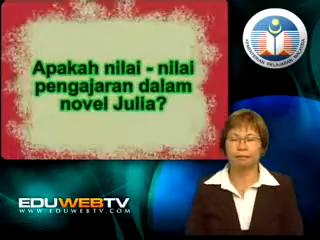 Apakah nilai - nilai
pengajaran dalam
novel Julia?
EDUWEBTV
WWW.EDUWEBTV.COM